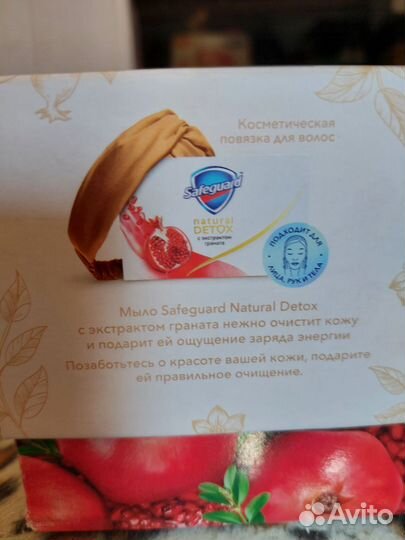 Косметическая
повязка для волос
Safeguard
natural
DETOX
с экстрактом
граната
ПОДХОДИТ ДЛЯ
ЛИЦА, РУК И ТЕЛА
Мыло Safeguard Natural Detox
с экстрактом граната нежно очистит кожу
и подарит ей ощущение заряда энергии
Позаботьтесь о красоте вашей кожи, подарите
ей правильное очищение.
Avito